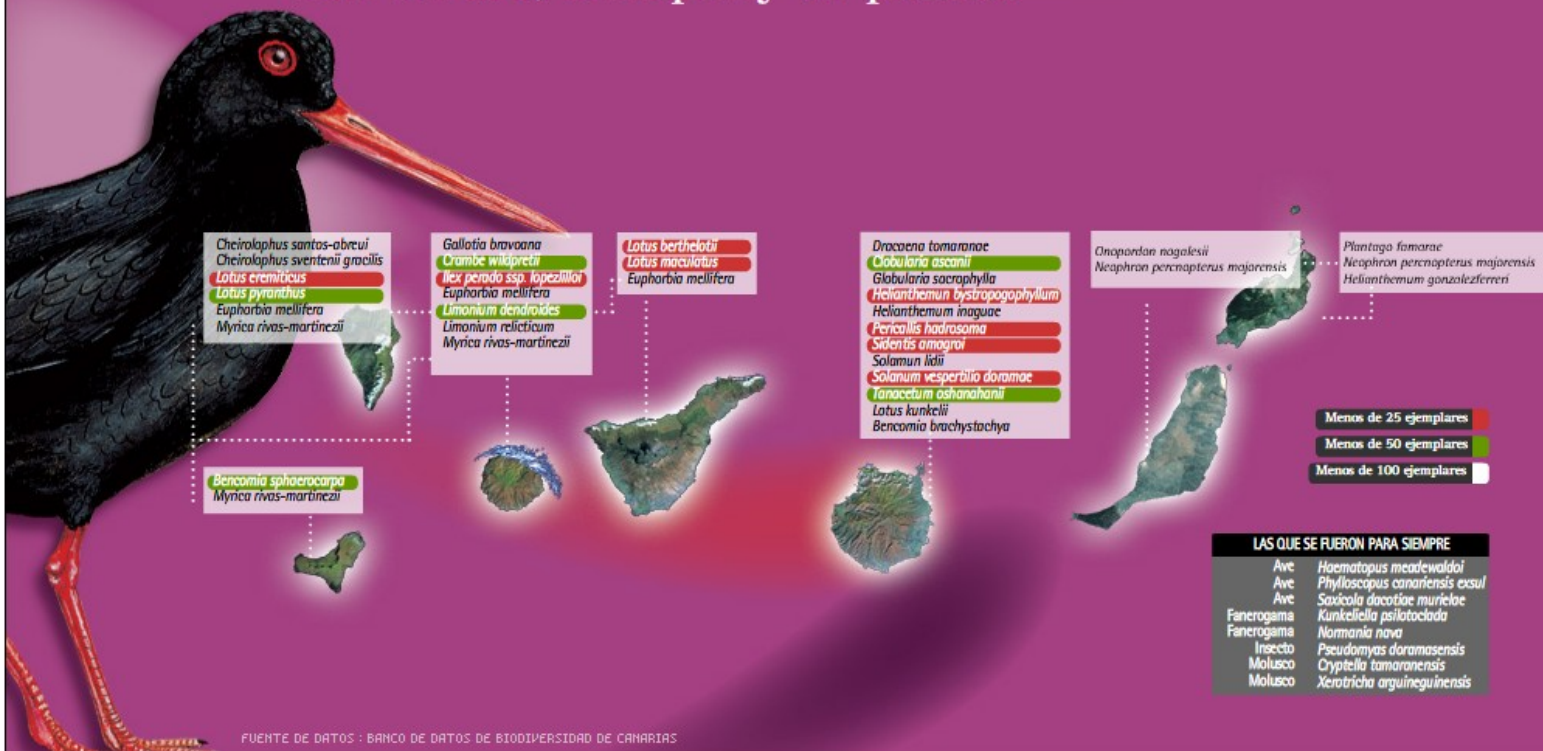 Cheirolophus santos-abreui
Cheirolophus sventenii gracilis
Lotus eremiticus
Lotus pyranthus
Euphorbia mellifera
Myrica rivas-martinezii
Gallotia bravoana
Crambe wildpretii
Ilex perado ssp. lopezlilloi
Euphorbia mellifera
Limonium dendroides
Limonium relicticum
Myrica rivas-martinezii
Lotus berthelotii
Lotus maculatus
Euphorbia mellifera
Dracaena tamaranae
Globularia ascanii
Globularia sacrophylla
Helianthemun bystropogophyllum
Helianthemum inaguae
Pericallis hadrosoma
Sidentis amagroi
Solamun lidii
Solanum vespertilio doramae
Tanacetum oshanahanii
Lotus kunkelii
Bencomia brachystachya
Onopordan nogalesii
Neophron percnopterus majorensis
Plantago famarae
Neophron percnopterus majorensis
Helianthemum gonzalezferreri
Bencomia sphaerocarpa
Myrica rivas-martinezii
Menos de 25 ejemplares
Menos de 50 ejemplares
Menos de 100 ejemplares
LAS QUE SE FUERON PARA SIEMPRE
Ave Haematopus meadewaldoi
Ave Phylloscopus canariensis exsul
Ave Saxicola dacotiae murielae
Fanerogama Kunkeliella psilotoclada
Fanerogama Normania nava
Insecto Pseudomyas doramasensis
Molusco Cryptella tamaranensis
Molusco Xerotricha arguineguinensis
FUENTE DE DATOS : BANCO DE DATOS DE BIODIVERSIDAD DE CANARIAS